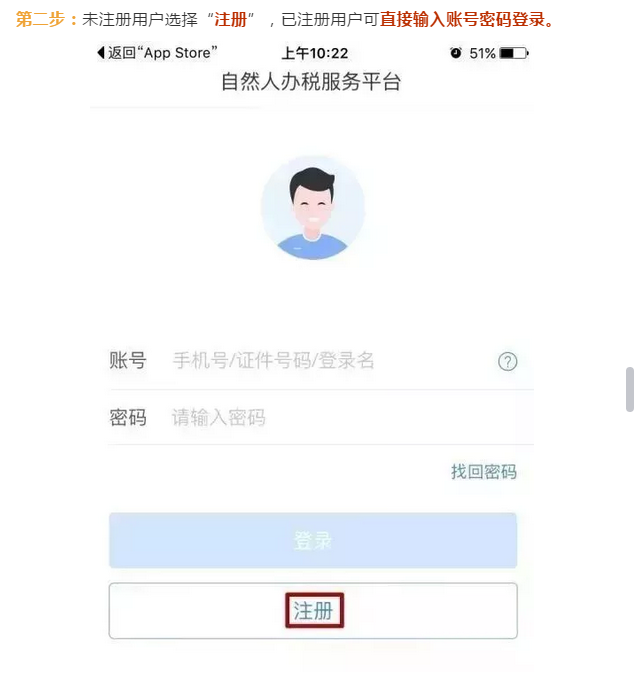 第二步：未注册用户选择“注册”，已注册用户可直接输入账号密码登录。
返回“App Store” 上午10:22 51%
自然人办税服务平台
账号 手机号/证件号码/登录名 ?
密码 请输入密码
找回密码
登录
注册